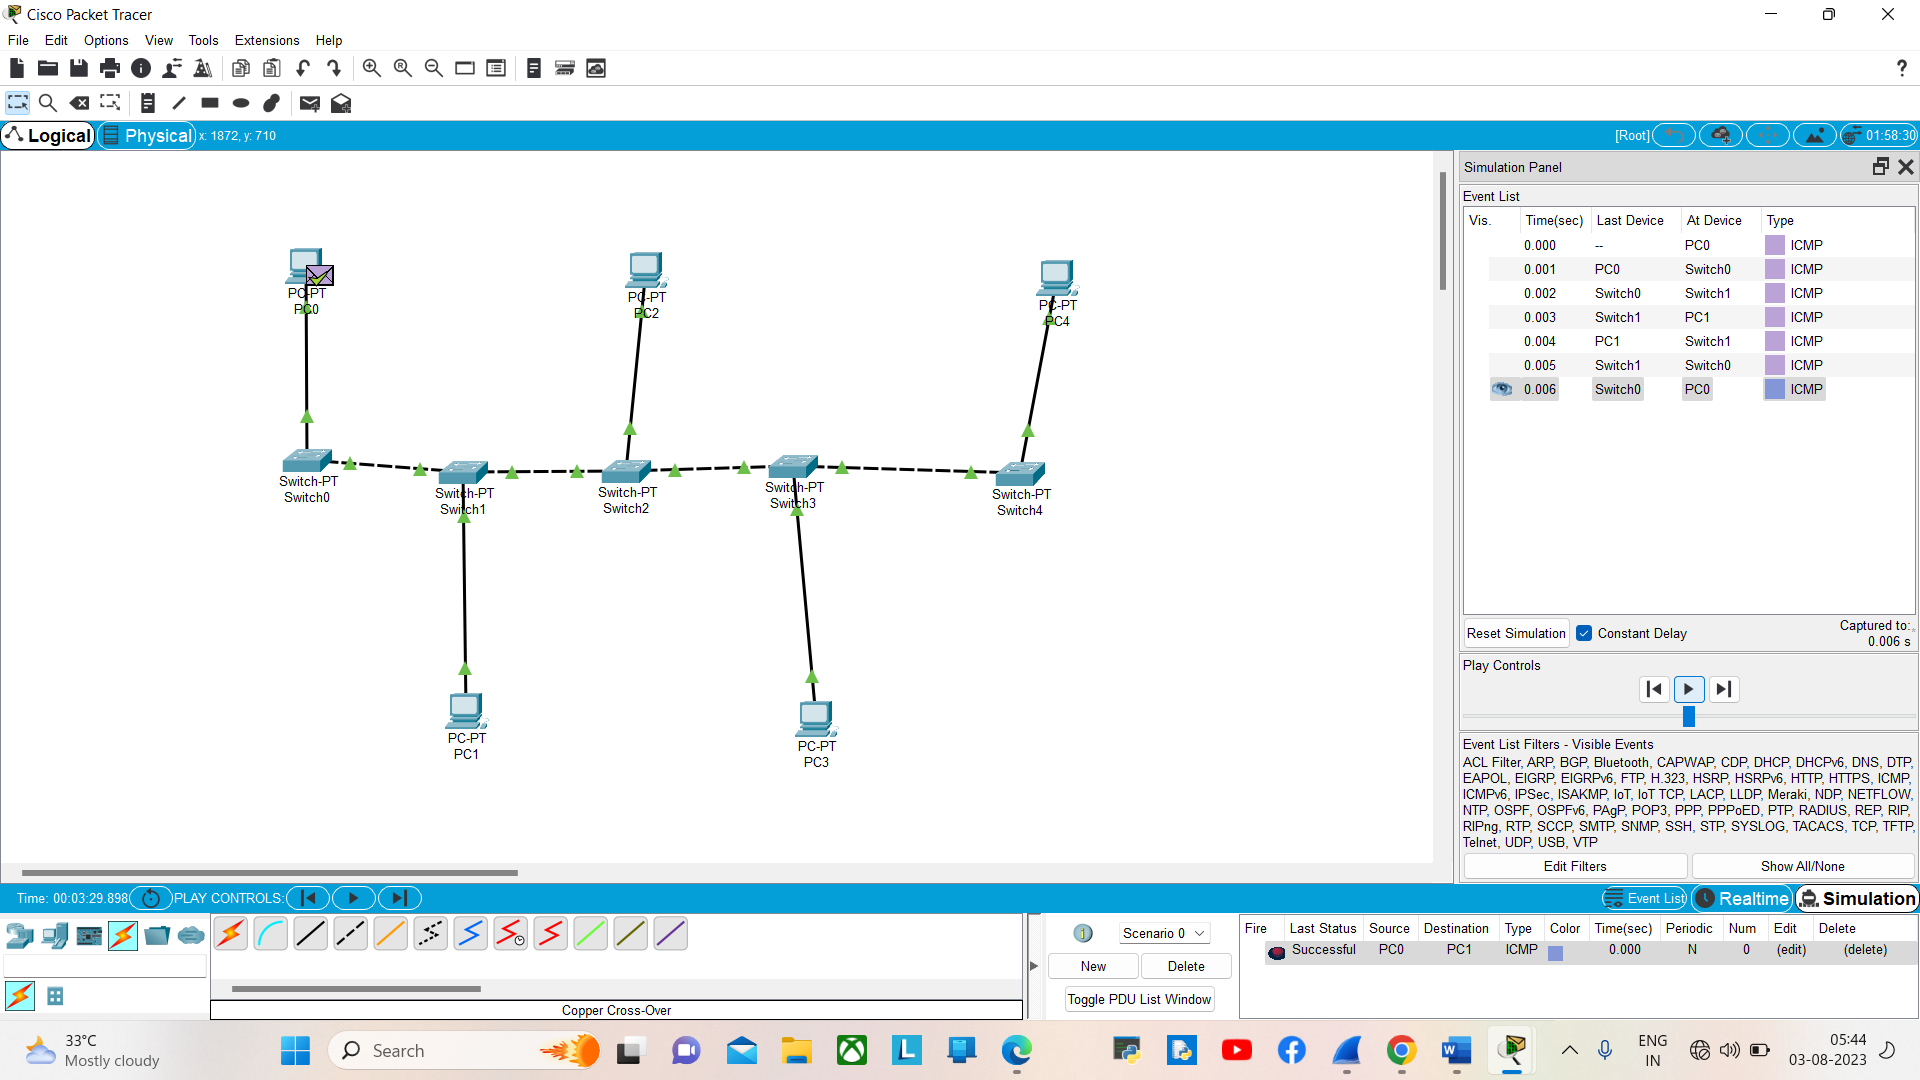 Cisco Packet Tracer
File Edit Options View Tools Extensions Help
?
Logical Physical x: 1872, y: 710 [Root] 01:58:30
Simulation Panel
Event List
Vis. Time(sec) Last Device At Device Type
0.000 -- PC0 ICMP
0.001 PC0 Switch0 ICMP
0.002 Switch0 Switch1 ICMP
0.003 Switch1 PC1 ICMP
0.004 PC1 Switch1 ICMP
0.005 Switch1 Switch0 ICMP
0.006 Switch0 PC0 ICMP
PC-PT
PC0
PC-PT
PC2
PC-PT
PC4
Switch-PT
Switch0
Switch-PT
Switch1
Switch-PT
Switch2
Switch-PT
Switch3
Switch-PT
Switch4
PC-PT
PC1
PC-PT
PC3
Reset Simulation Constant Delay Captured to:
0.006 s
Play Controls
Event List Filters - Visible Events
ACL Filter, ARP, BGP, Bluetooth, CAPWAP, CDP, DHCP, DHCPv6, DNS, DTP,
EAPOL, EIGRP, EIGRPv6, FTP, H.323, HSRP, HSRPv6, HTTP, HTTPS, ICMP,
ICMPv6, IPSec, ISAKMP, IoT, IoT TCP, LACP, LLDP, Meraki, NDP, NETFLOW,
NTP, OSPF, OSPFv6, PAgP, POP3, PPP, PPPoED, PTP, RADIUS, REP, RIP,
RIPng, RTP, SCCP, SMTP, SNMP, SSH, STP, SYSLOG, TACACS, TCP, TFTP,
Telnet, UDP, USB, VTP
Edit Filters Show All/None
Time: 00:03:29.898 PLAY CONTROLS: Event List Realtime Simulation
Scenario 0
New Delete
Toggle PDU List Window
Fire Last Status Source Destination Type Color Time(sec) Periodic Num Edit Delete
Successful PC0 PC1 ICMP 0.000 N 0 (edit) (delete)
Copper Cross-Over
33°C
Mostly cloudy
Search
ENG
IN
05:44
03-08-2023